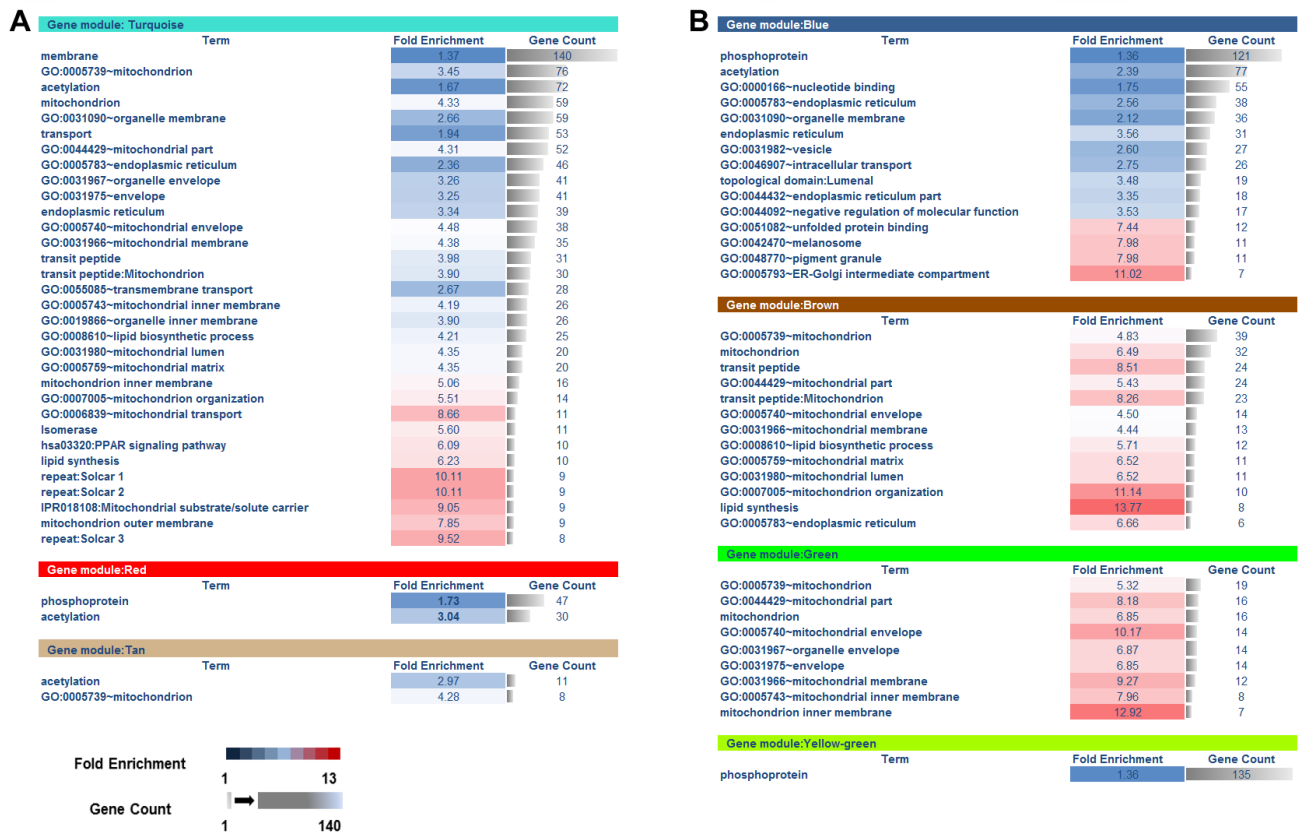 A
Gene module: Turquoise
Term Fold Enrichment Gene Count
membrane 1.37 140
GO:0005739~mitochondrion 3.45 76
acetylation 1.67 72
mitochondrion 4.33 59
GO:0031090~organelle membrane 2.66 59
transport 1.94 53
GO:0044429~mitochondrial part 4.31 52
GO:0005783~endoplasmic reticulum 2.36 46
GO:0031967~organelle envelope 3.26 41
GO:0031975~envelope 3.25 41
endoplasmic reticulum 3.34 39
GO:0005740~mitochondrial envelope 4.48 38
GO:0031966~mitochondrial membrane 4.38 35
transit peptide 3.98 31
transit peptide:Mitochondrion 3.90 30
GO:0055085~transmembrane transport 2.67 28
GO:0005743~mitochondrial inner membrane 4.19 26
GO:0019866~organelle inner membrane 3.90 26
GO:0008610~lipid biosynthetic process 4.21 25
GO:0031980~mitochondrial lumen 4.35 20
GO:0005759~mitochondrial matrix 4.35 20
mitochondrion inner membrane 5.06 16
GO:0007005~mitochondrion organization 5.51 14
GO:0006839~mitochondrial transport 8.66 11
Isomerase 5.60 11
hsa03320:PPAR signaling pathway 6.09 10
lipid synthesis 6.23 10
repeat:Solcar 1 10.11 9
repeat:Solcar 2 10.11 9
IPR018108:Mitochondrial substrate/solute carrier 9.05 9
mitochondrion outer membrane 7.85 9
repeat:Solcar 3 9.52 8
Gene module:Red
Term Fold Enrichment Gene Count
phosphoprotein 1.73 47
acetylation 3.04 30
Gene module:Tan
Term Fold Enrichment Gene Count
acetylation 2.97 11
GO:0005739~mitochondrion 4.28 8
Fold Enrichment
1 13
Gene Count
1 140
B
Gene module:Blue
Term Fold Enrichment Gene Count
phosphoprotein 1.36 121
acetylation 2.39 77
GO:0000166~nucleotide binding 1.75 55
GO:0005783~endoplasmic reticulum 2.56 38
GO:0031090~organelle membrane 2.12 36
endoplasmic reticulum 3.56 31
GO:0031982~vesicle 2.60 27
GO:0046907~intracellular transport 2.75 26
topological domain:Lumenal 3.48 19
GO:0044432~endoplasmic reticulum part 3.35 18
GO:0044092~negative regulation of molecular function 3.53 17
GO:0051082~unfolded protein binding 7.44 12
GO:0042470~melanosome 7.98 11
GO:0048770~pigment granule 7.98 11
GO:0005793~ER-Golgi intermediate compartment 11.02 7
Gene module:Brown
Term Fold Enrichment Gene Count
GO:0005739~mitochondrion 4.83 39
mitochondrion 6.49 32
transit peptide 8.51 24
GO:0044429~mitochondrial part 5.43 24
transit peptide:Mitochondrion 8.26 23
GO:0005740~mitochondrial envelope 4.50 14
GO:0031966~mitochondrial membrane 4.44 13
GO:0008610~lipid biosynthetic process 5.71 12
GO:0005759~mitochondrial matrix 6.52 11
GO:0031980~mitochondrial lumen 6.52 11
GO:0007005~mitochondrion organization 11.14 10
lipid synthesis 13.77 8
GO:0005783~endoplasmic reticulum 6.66 6
Gene module:Green
Term Fold Enrichment Gene Count
GO:0005739~mitochondrion 5.32 19
GO:0044429~mitochondrial part 8.18 16
mitochondrion 6.85 16
GO:0005740~mitochondrial envelope 10.17 14
GO:0031967~organelle envelope 6.87 14
GO:0031975~envelope 6.85 14
GO:0031966~mitochondrial membrane 9.27 12
GO:0005743~mitochondrial inner membrane 7.96 8
mitochondrion inner membrane 12.92 7
Gene module:Yellow-green
Term Fold Enrichment Gene Count
phosphoprotein 1.36 135